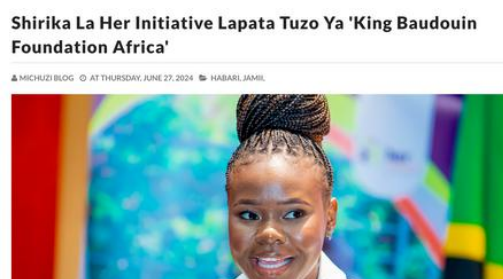 Shirika La Her Initiative Lapata Tuzo Ya 'King Baudouin
Foundation Africa'
MICHUZI BLOG AT THURSDAY, JUNE 27, 2024 HABARI, JAMII,